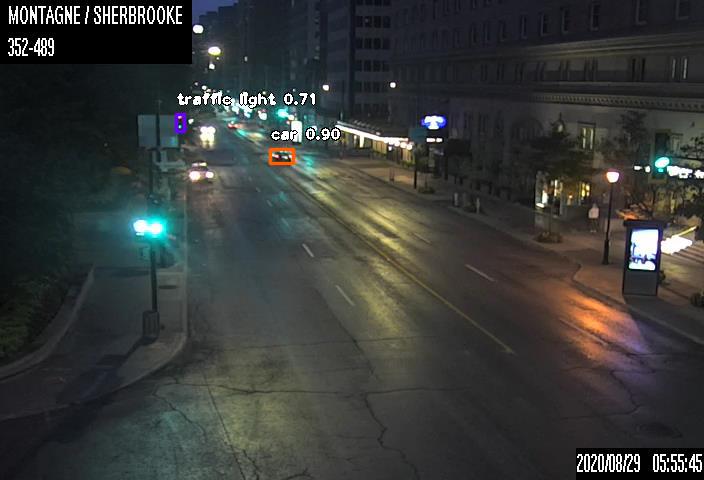 MONTAGNE / SHERBROOKE
352-489
traffic light 0.71
car 0.90
2020/08/29 05:55:45